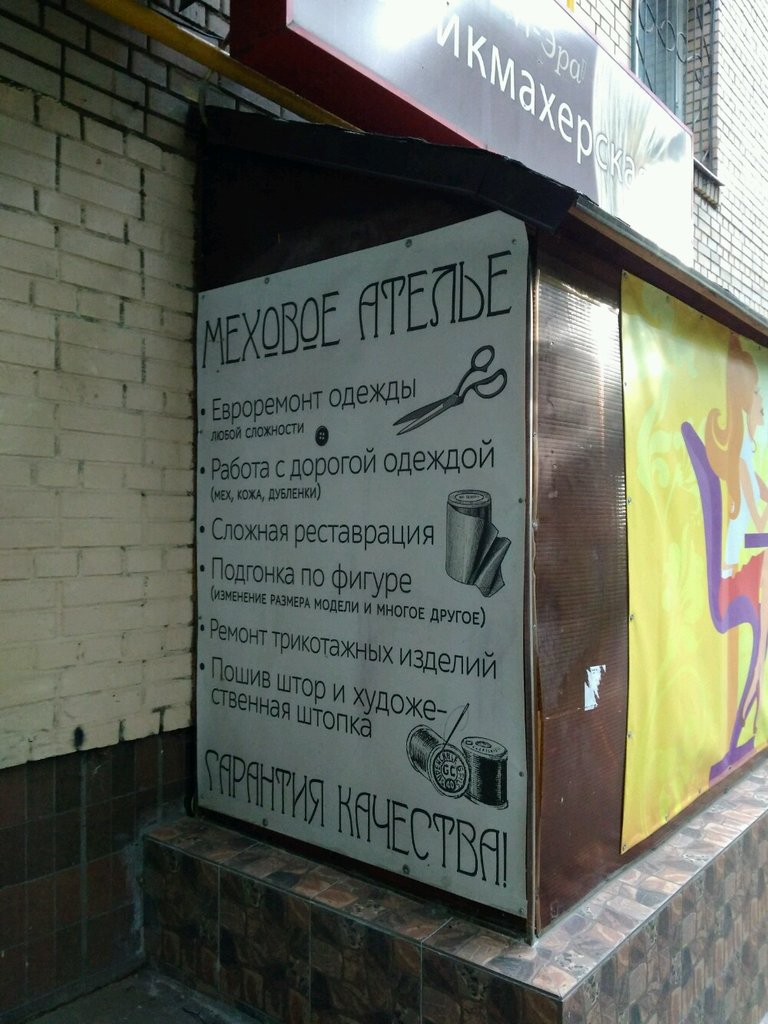 МЕХОВОЕ АТЕЛЬЕ
• Евроремонт одежды
любой сложности
• Работа с дорогой одеждой
(мех, кожа, дубленки)
• Сложная реставрация
• Подгонка по фигуре
(изменение размера модели и многое другое)
• Ремонт трикотажных изделий
• Пошив штор и художе-
ственная штопка
ГАРАНТИЯ КАЧЕСТВА!
-Эра
икмахерская